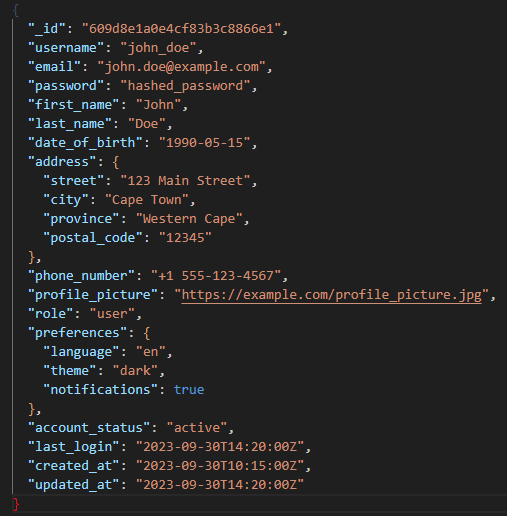 {
  "_id": "609d8e1a0e4cf83b3c8866e1",
  "username": "john_doe",
  "email": "john.doe@example.com",
  "password": "hashed_password",
  "first_name": "John",
  "last_name": "Doe",
  "date_of_birth": "1990-05-15",
  "address": {
    "street": "123 Main Street",
    "city": "Cape Town",
    "province": "Western Cape",
    "postal_code": "12345"
  },
  "phone_number": "+1 555-123-4567",
  "profile_picture": "https://example.com/profile_picture.jpg",
  "role": "user",
  "preferences": {
    "language": "en",
    "theme": "dark",
    "notifications": true
  },
  "account_status": "active",
  "last_login": "2023-09-30T14:20:00Z",
  "created_at": "2023-09-30T10:15:00Z",
  "updated_at": "2023-09-30T14:20:00Z"
}